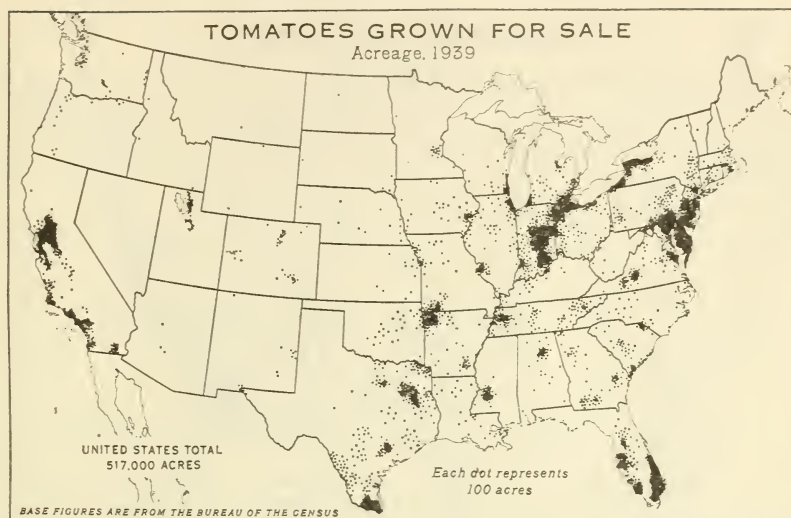 TOMATOES GROWN FOR SALE
Acreage, 1939
UNITED STATES TOTAL
517,000 ACRES
Each dot represents
100 acres
BASE FIGURES ARE FROM THE BUREAU OF THE CENSUS